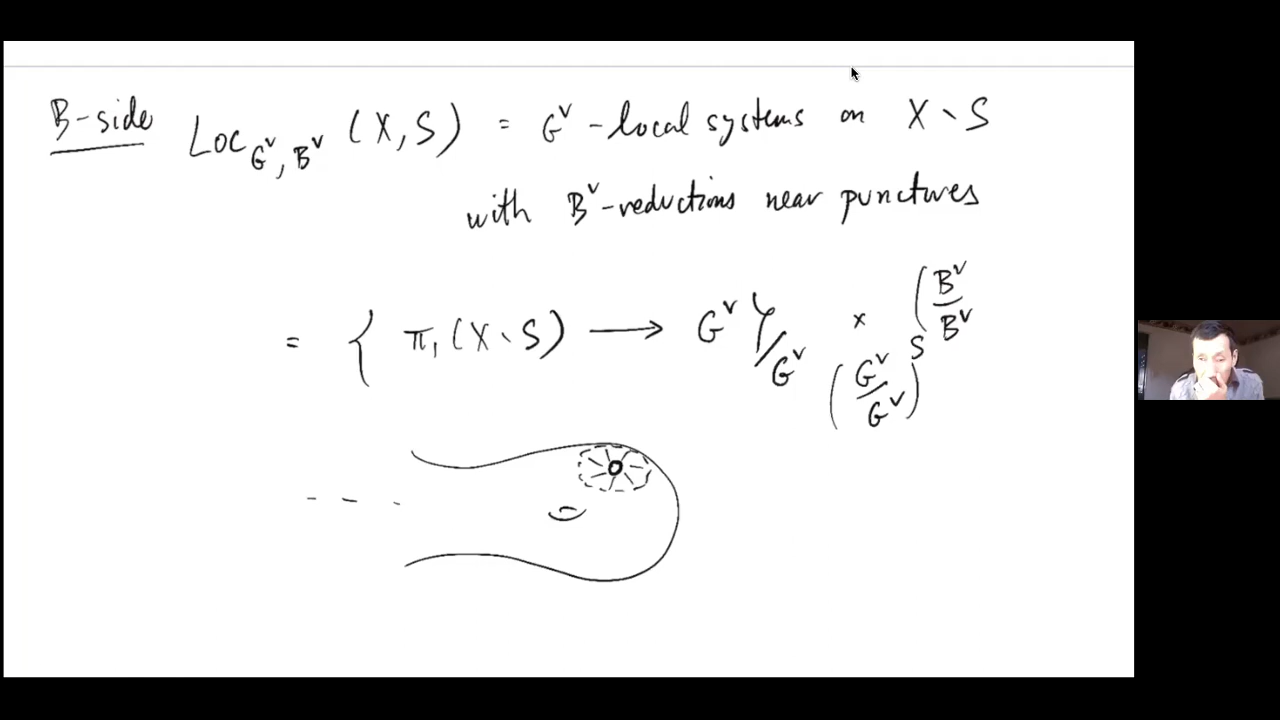 B-side Loc_{G^∨, B^∨} (X, S) = G^∨-local systems on X \ S
with B^∨-reductions near punctures
= { π_1 (X \ S) → G^∨ } / G^∨ × (G^∨ / G^∨)^S (B^∨ / B^∨